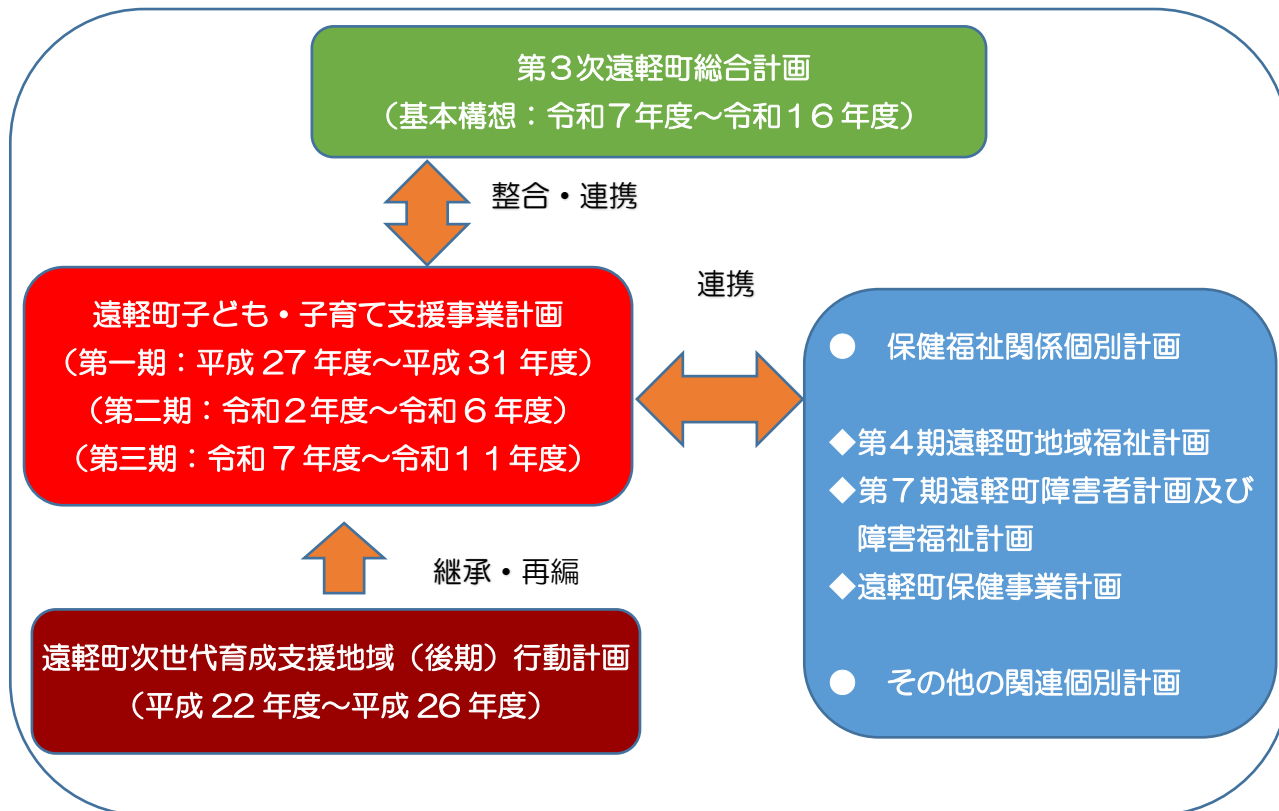 第３次遠軽町総合計画
（基本構想：令和７年度～令和１６年度）
整合・連携
遠軽町子ども・子育て支援事業計画
（第一期：平成 27 年度～平成 31 年度）
（第二期：令和２年度～令和６年度）
（第三期：令和７年度～令和１１年度）
連携
● 保健福祉関係個別計画
◆第４期遠軽町地域福祉計画
◆第７期遠軽町障害者計画及び
障害福祉計画
◆遠軽町保健事業計画
● その他の関連個別計画
継承・再編
遠軽町次世代育成支援地域（後期）行動計画
（平成 22 年度～平成 26 年度）